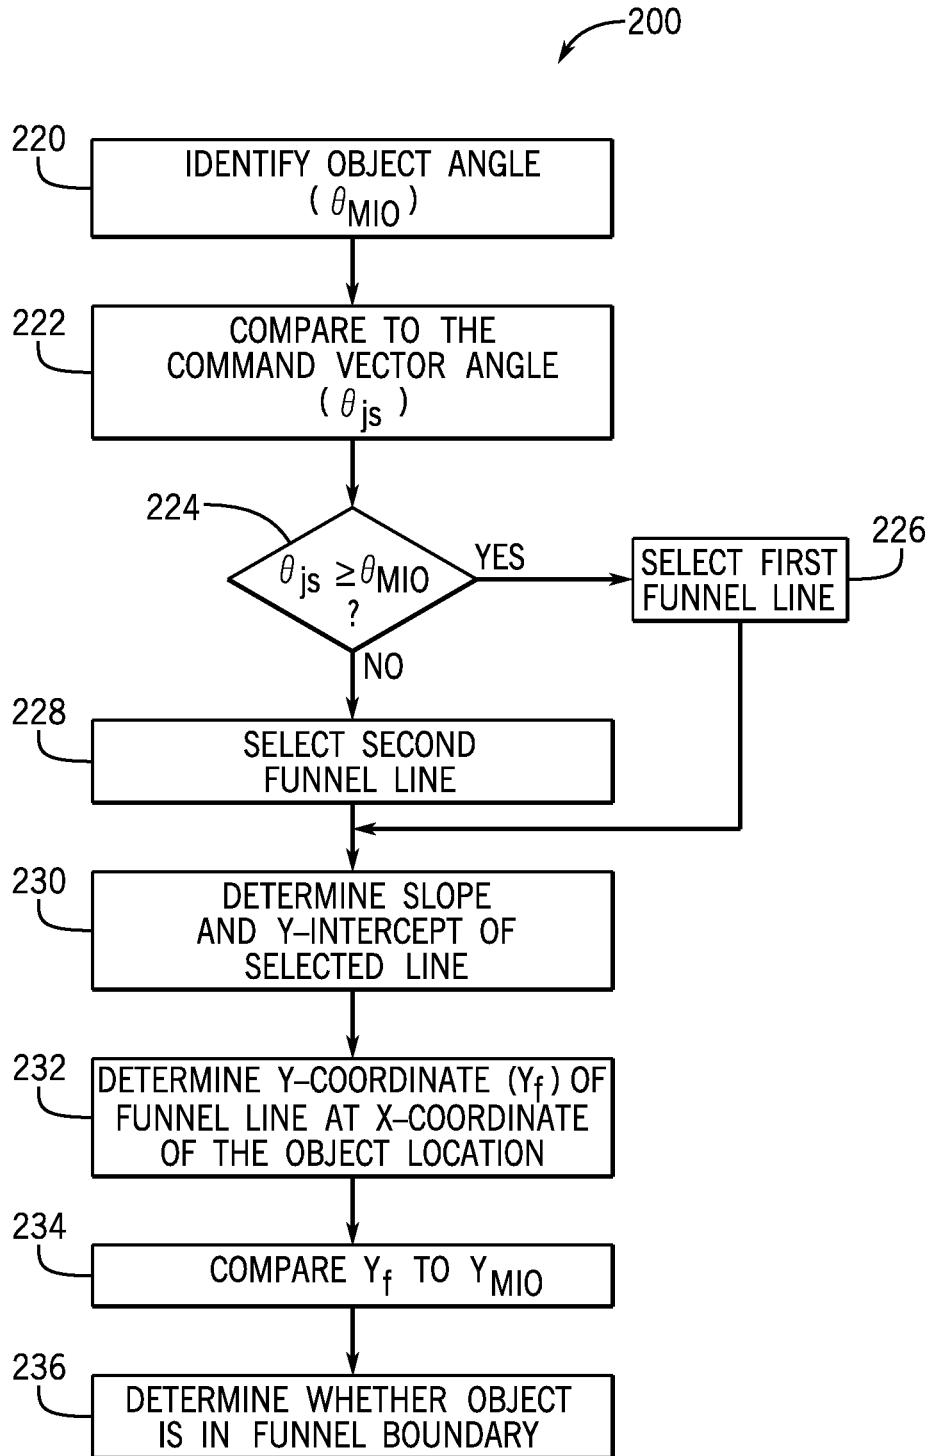 200
220
IDENTIFY OBJECT ANGLE
( θMIO )
222
COMPARE TO THE
COMMAND VECTOR ANGLE
( θjs )
224
θjs ≥ θMIO
?
YES
226
SELECT FIRST
FUNNEL LINE
NO
228
SELECT SECOND
FUNNEL LINE
230
DETERMINE SLOPE
AND Y–INTERCEPT OF
SELECTED LINE
232
DETERMINE Y–COORDINATE (Yf) OF
FUNNEL LINE AT X–COORDINATE
OF THE OBJECT LOCATION
234
COMPARE Yf TO YMIO
236
DETERMINE WHETHER OBJECT
IS IN FUNNEL BOUNDARY